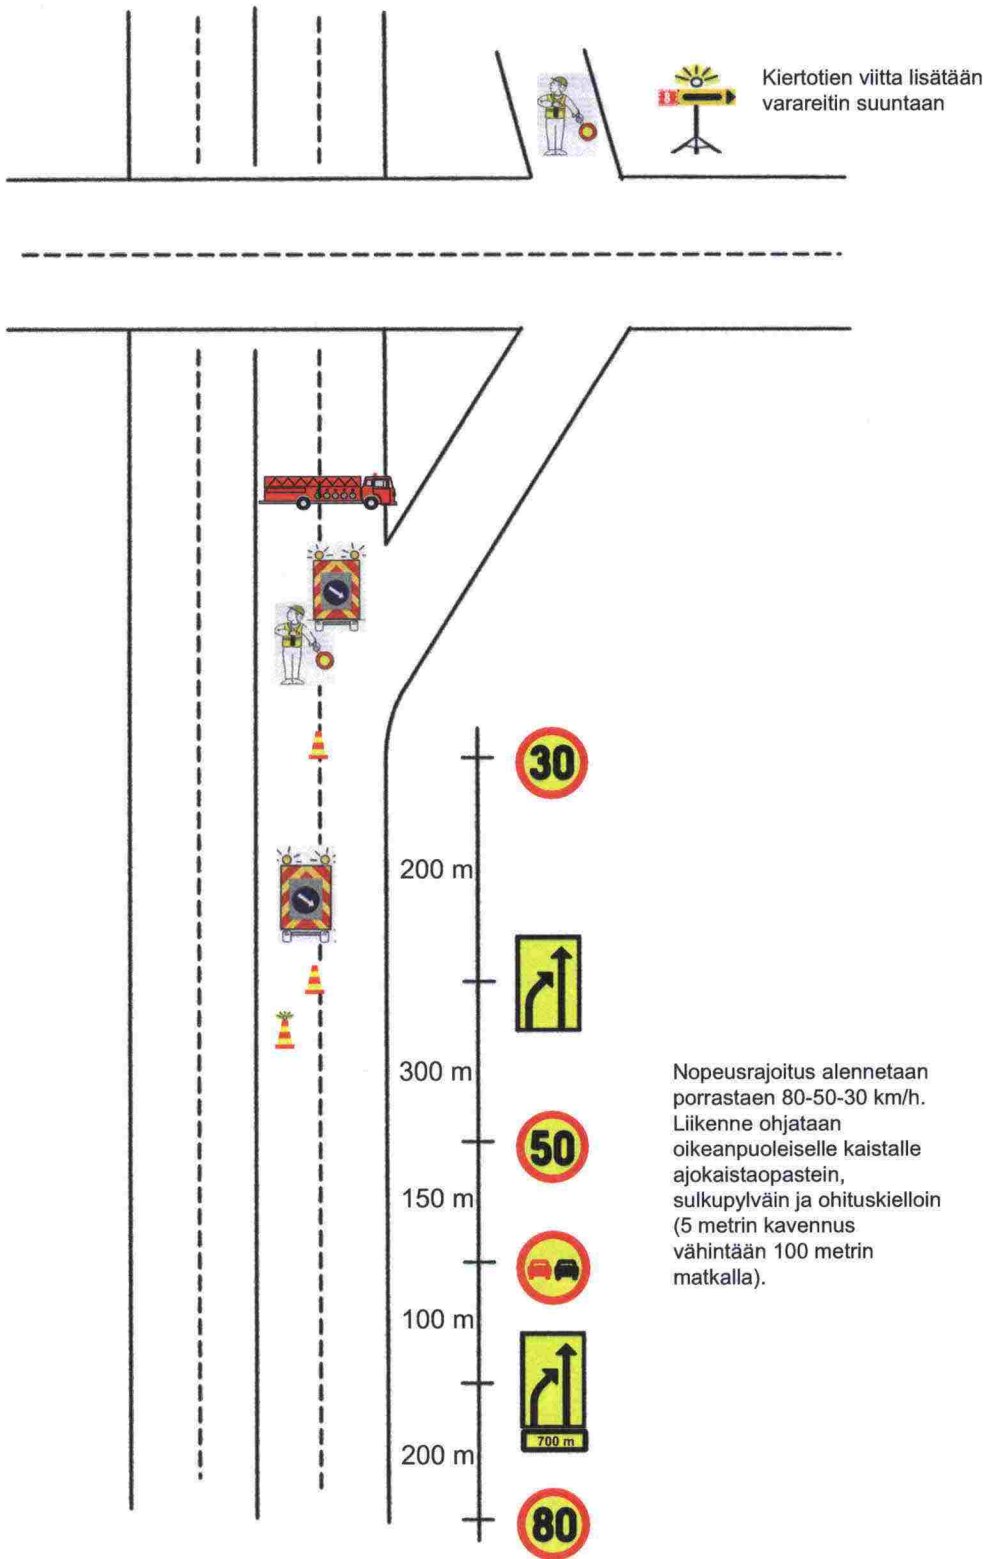 Kiertotien viitta lisätään
varareitin suuntaan
8
30
200 m
300 m
50
150 m
100 m
700 m
200 m
80
Nopeusrajoitus alennetaan
porrastaen 80-50-30 km/h.
Liikenne ohjataan
oikeanpuoleiselle kaistalle
ajokaistaopastein,
sulkupylväin ja ohituskielloin
(5 metrin kavennus
vähintään 100 metrin
matkalla).